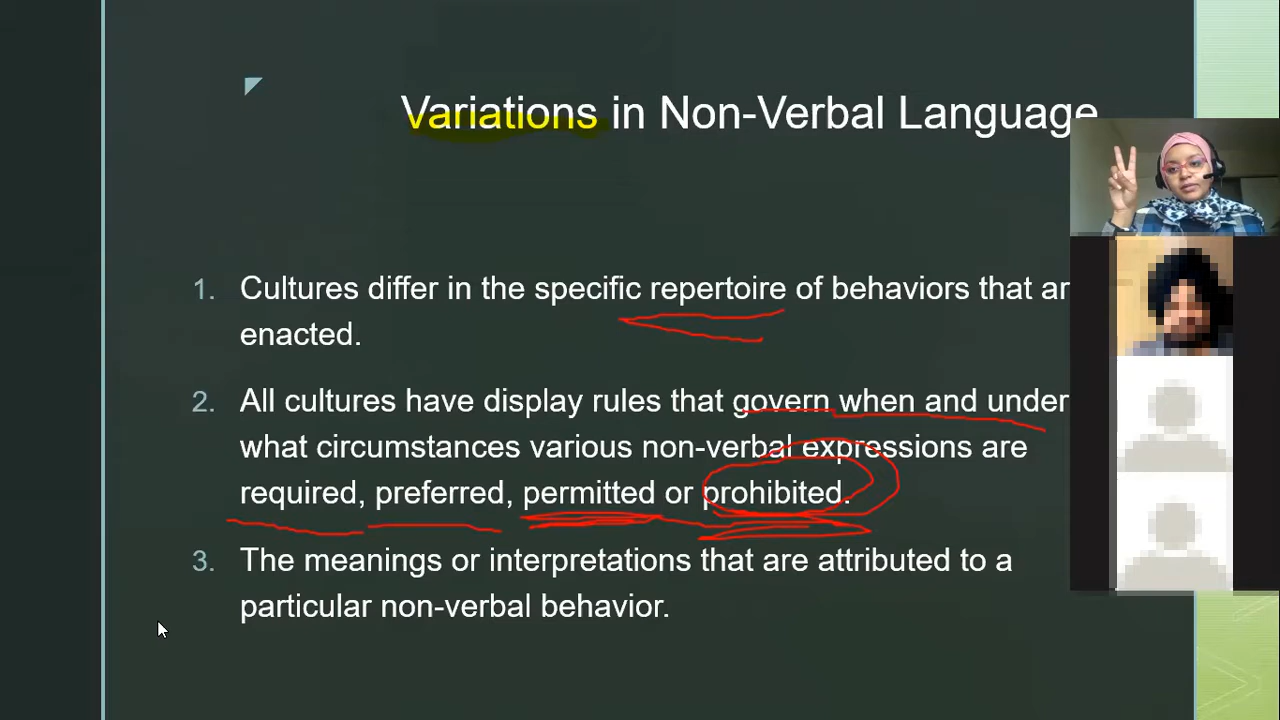 Variations in Non-Verbal Language
1. Cultures differ in the specific repertoire of behaviors that ar
enacted.
2. All cultures have display rules that govern when and under
what circumstances various non-verbal expressions are
required, preferred, permitted or prohibited.
3. The meanings or interpretations that are attributed to a
particular non-verbal behavior.